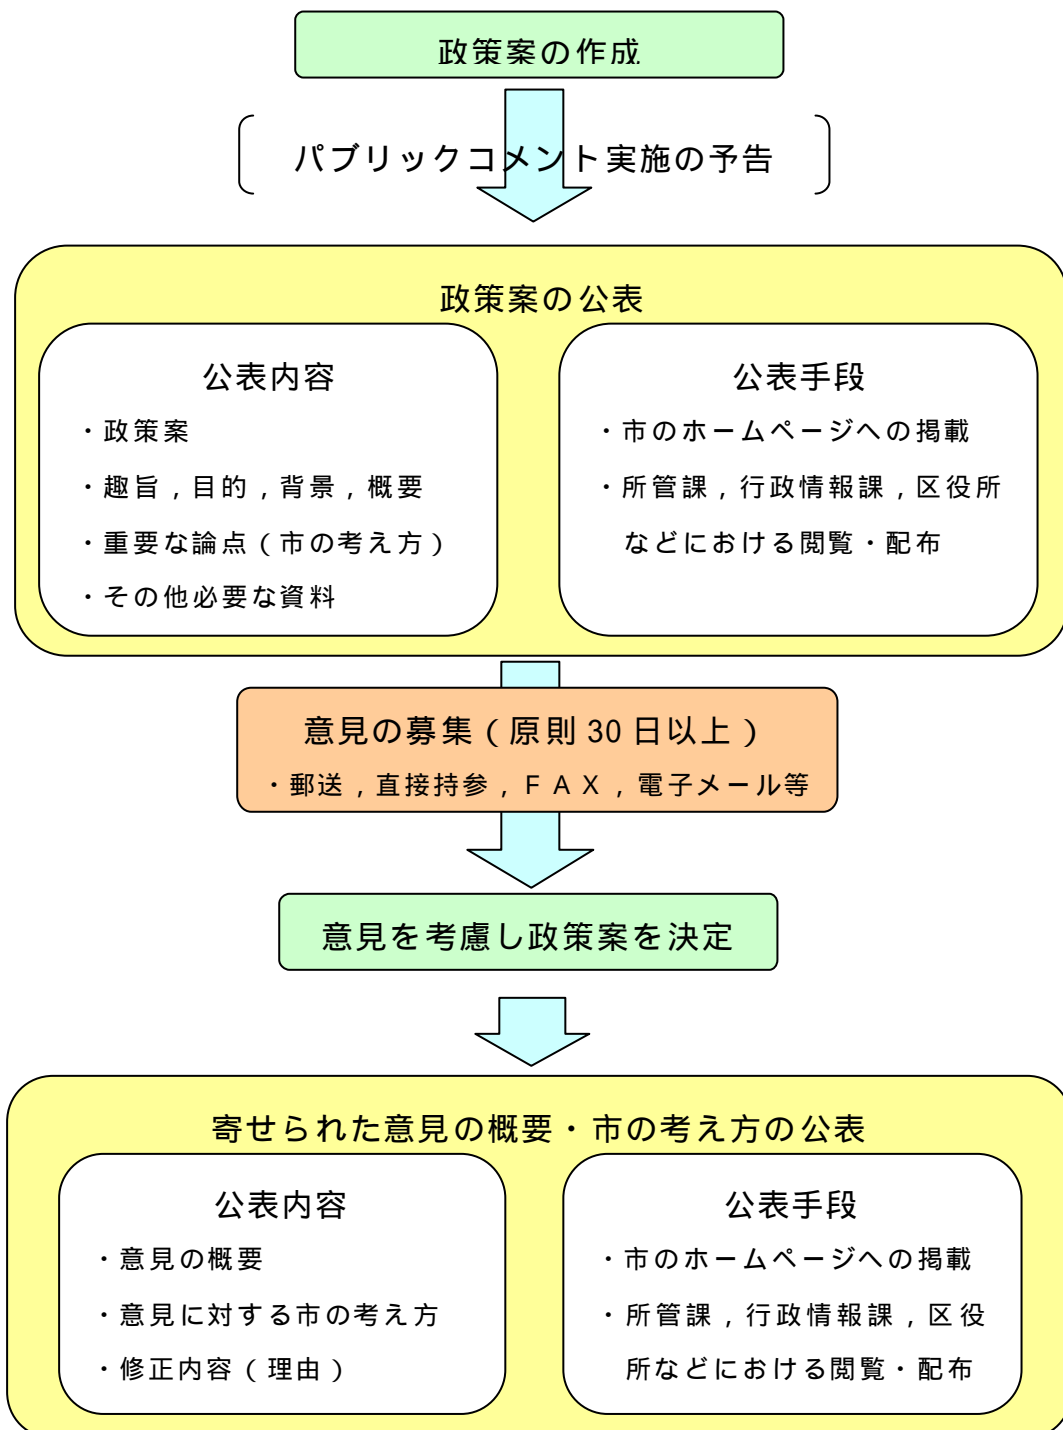 政策案の作成
パブリックコメント実施の予告
政策案の公表
公表内容
・政策案
・趣旨，目的，背景，概要
・重要な論点（市の考え方）
・その他必要な資料
公表手段
・市のホームページへの掲載
・所管課，行政情報課，区役所
などにおける閲覧・配布
意見の募集（原則 30 日以上）
・郵送，直接持参，ＦＡＸ，電子メール等
意見を考慮し政策案を決定
寄せられた意見の概要・市の考え方の公表
公表内容
・意見の概要
・意見に対する市の考え方
・修正内容（理由）
公表手段
・市のホームページへの掲載
・所管課，行政情報課，区役
所などにおける閲覧・配布